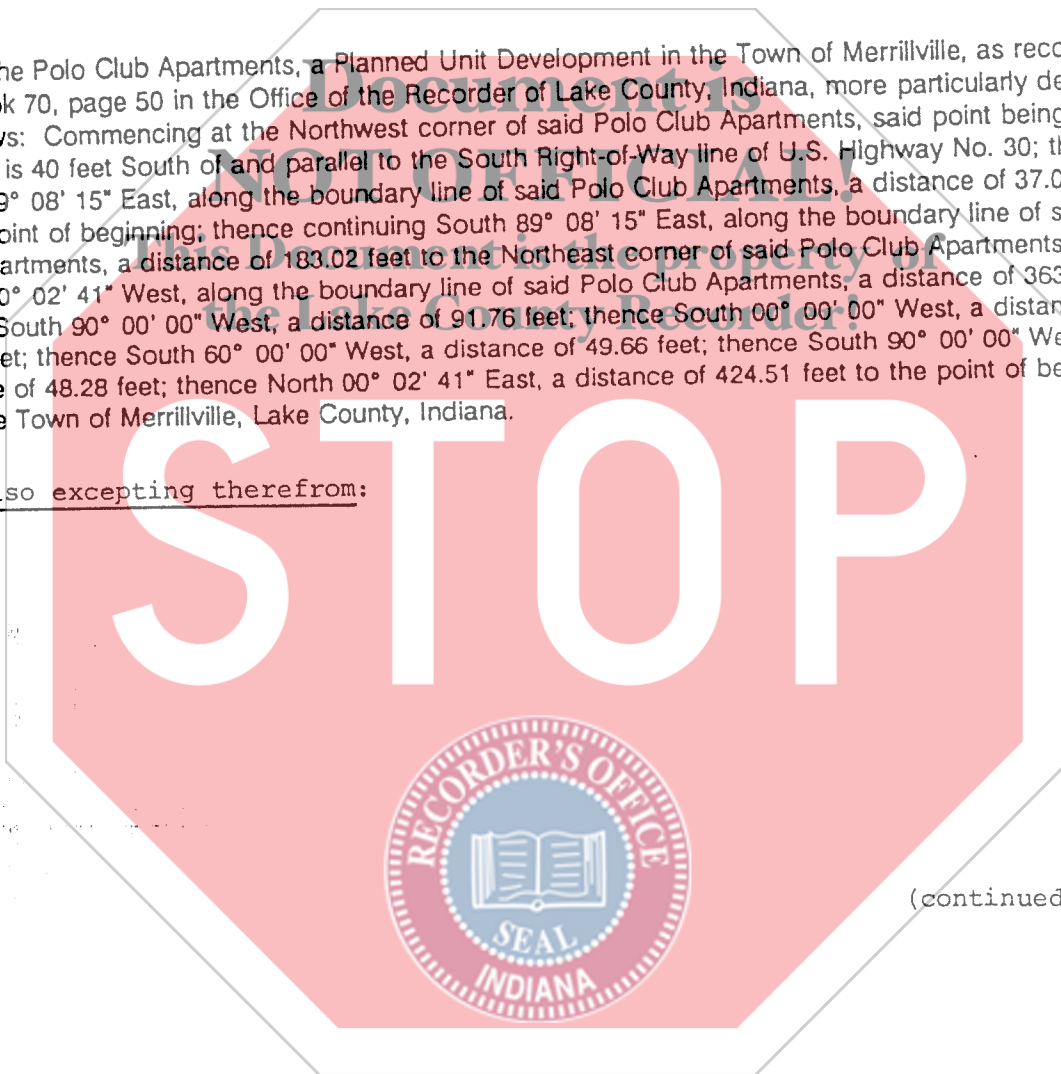 he Polo Club Apartments, a Planned Unit Development in the Town of Merrillville, as reco
k 70, page 50 in the Office of the Recorder of Lake County, Indiana, more particularly de
vs: Commencing at the Northwest corner of said Polo Club Apartments, said point being
is 40 feet South of and parallel to the South Right-of-Way line of U.S. Highway No. 30; th
9° 08' 15" East, along the boundary line of said Polo Club Apartments, a distance of 37.0
oint of beginning; thence continuing South 89° 08' 15" East, along the boundary line of s
artments, a distance of 183.02 feet to the Northeast corner of said Polo Club Apartments
0° 02' 41" West, along the boundary line of said Polo Club Apartments, a distance of 363
South 90° 00' 00" West, a distance of 91.76 feet; thence South 00° 00' 00" West, a distan
et; thence South 60° 00' 00" West, a distance of 49.66 feet; thence South 90° 00' 00" We
e of 48.28 feet; thence North 00° 02' 41" East, a distance of 424.51 feet to the point of be
e Town of Merrillville, Lake County, Indiana.
so excepting therefrom:
Document is
NOT OFFICIAL!
This Document is the property of
the Lake County Recorder!
STOP
RECORDER'S OFFICE
SEAL
INDIANA
(continued